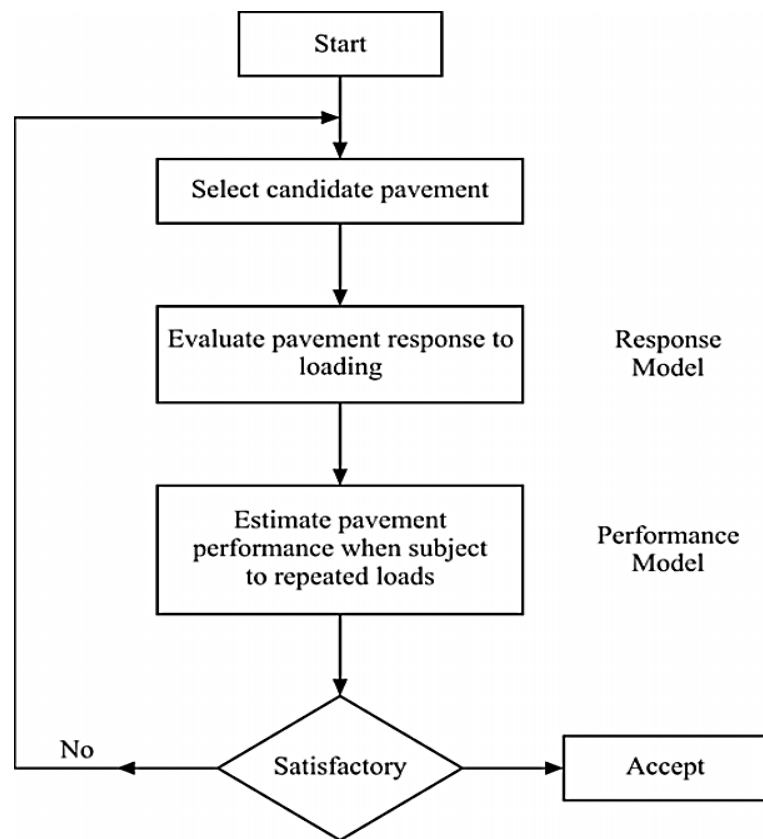 Start
Select candidate pavement
Evaluate pavement response to
loading
Response
Model
Estimate pavement
performance when subject
to repeated loads
Performance
Model
No
Satisfactory
Accept